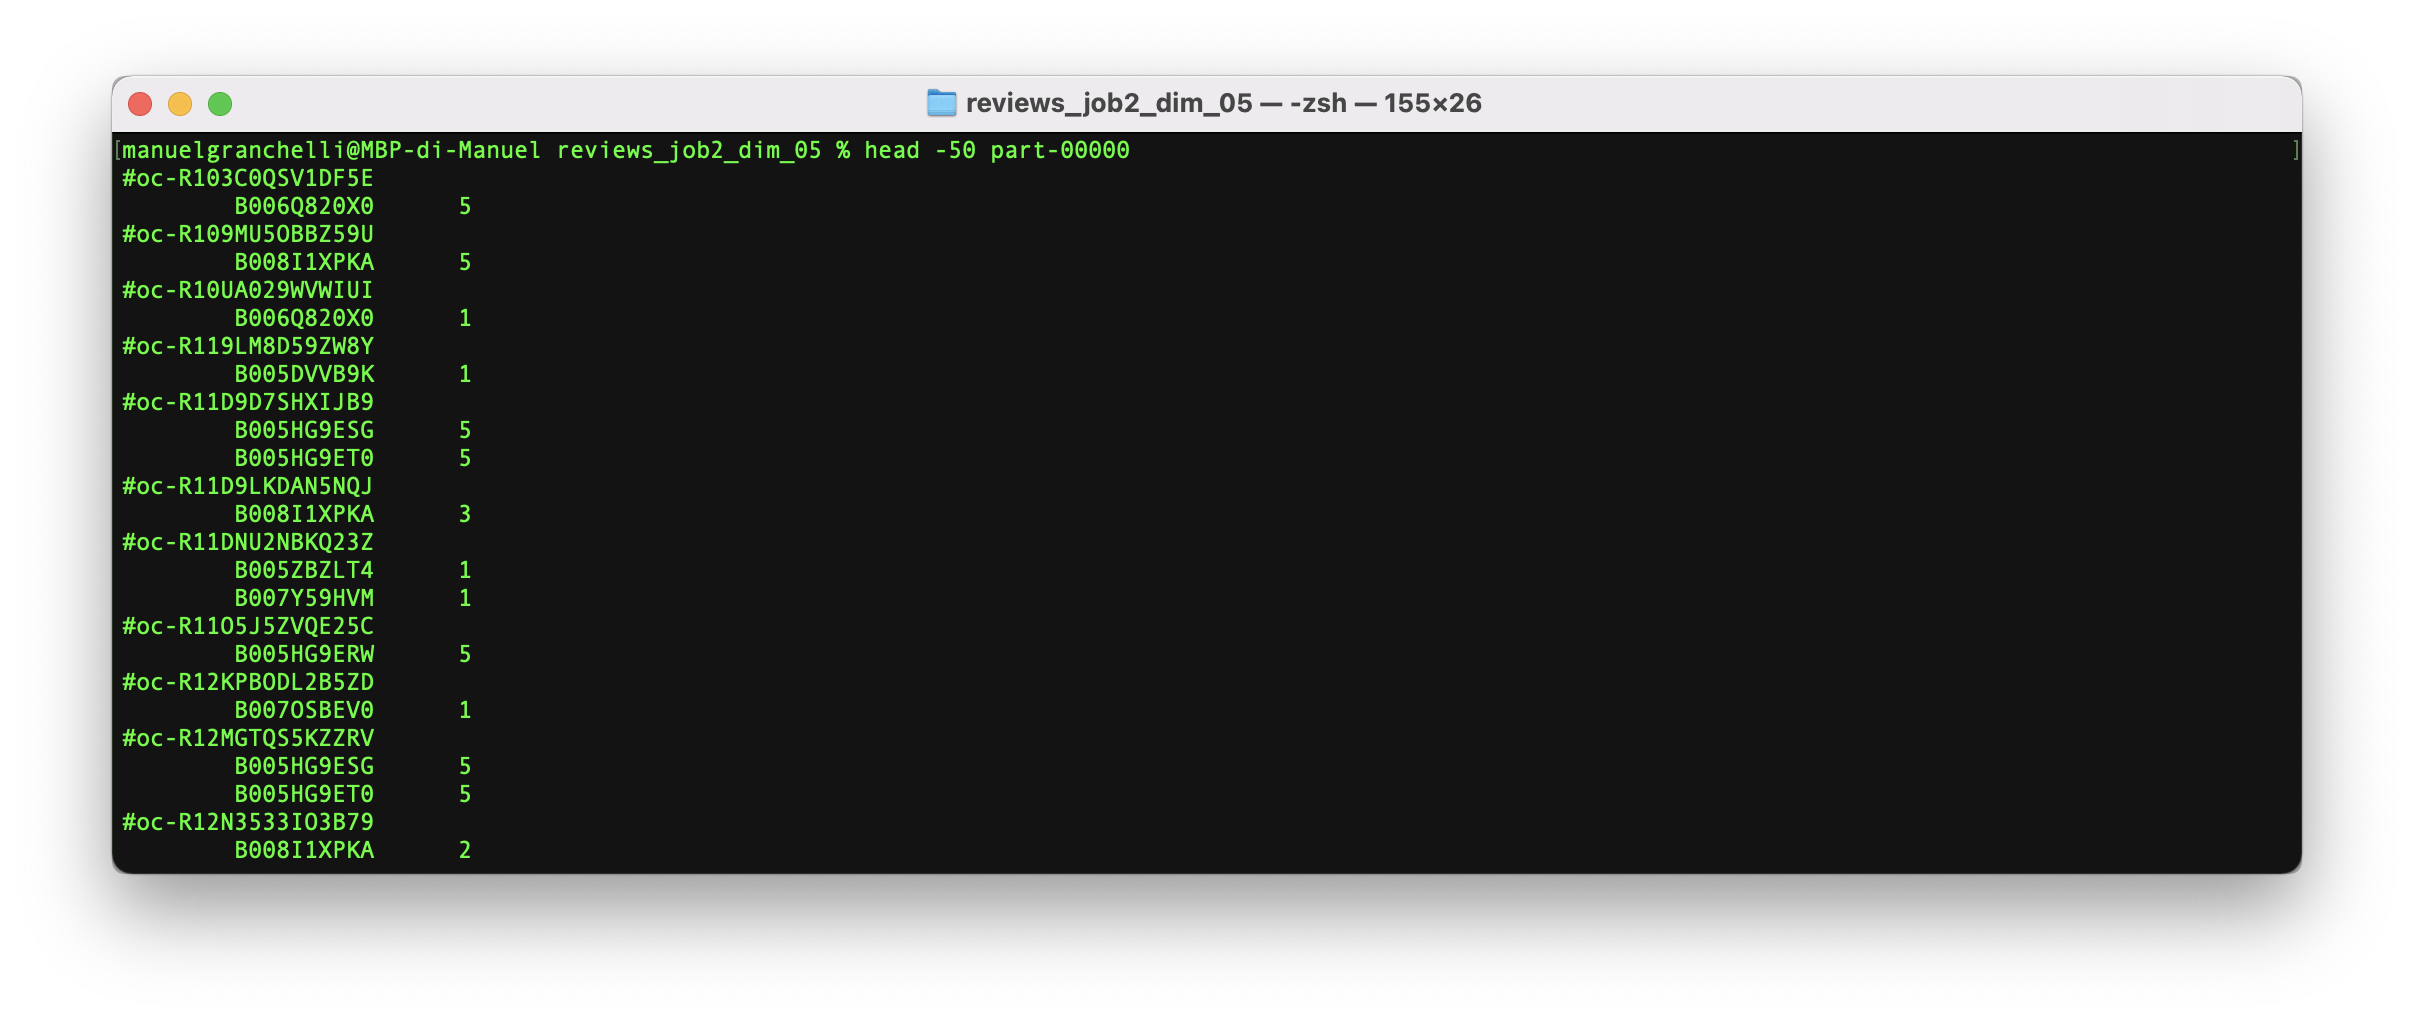 reviews_job2_dim_05 — -zsh — 155×26
[manuelgranchelli@MBP-di-Manuel reviews_job2_dim_05 % head -50 part-00000 ]
#oc-R103C0QSV1DF5E
B006Q820X0 5
#oc-R109MU5OBBZ59U
B008I1XPKA 5
#oc-R10UA029WVWIUI
B006Q820X0 1
#oc-R119LM8D59ZW8Y
B005DVVB9K 1
#oc-R11D9D7SHXIJB9
B005HG9ESG 5
B005HG9ET0 5
#oc-R11D9LKDAN5NQJ
B008I1XPKA 3
#oc-R11DNU2NBKQ23Z
B005ZBZLT4 1
B007Y59HVM 1
#oc-R11O5J5ZVQE25C
B005HG9ERW 5
#oc-R12KPBODL2B5ZD
B007OSBEV0 1
#oc-R12MGTQS5KZZRV
B005HG9ESG 5
B005HG9ET0 5
#oc-R12N3533IO3B79
B008I1XPKA 2